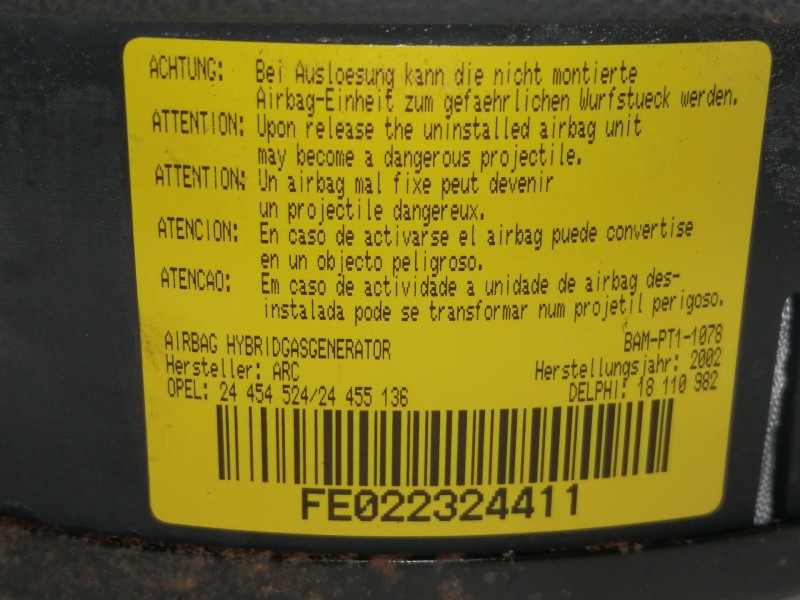 ACHTUNG: Bei Ausloesung kann die nicht montierte
Airbag-Einheit zum gefaehrlichen Wurfstueck werden.
ATTENTION: Upon release the uninstalled airbag unit
may become a dangerous projectile.
ATTENTION: Un airbag mal fixe peut devenir
un projectile dangereux.
ATENCION: En caso de activarse el airbag puede convertise
en un objecto peligroso.
ATENCAO: Em caso de actividade a unidade de airbag des-
instalada pode se transformar num projetil perigoso.
AIRBAG HYBRIDGASGENERATOR BAM-PT1-1078
Hersteller: ARC Herstellungsjahr: 2002
OPEL: 24 454 524/24 455 136 DELPHI: 18 110 982
FE022324411